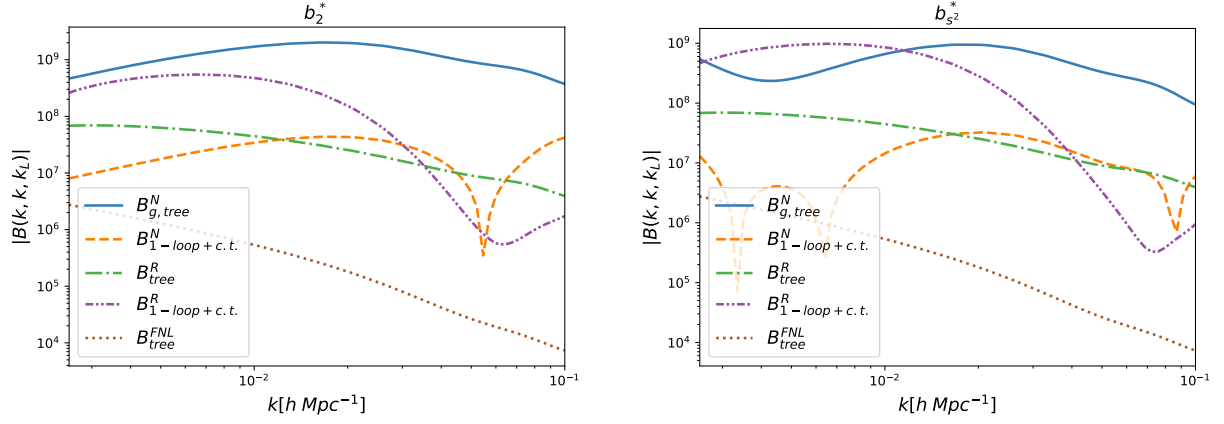 b_2^*
10^9
10^8
10^7
10^6
10^5
10^4
|B(k, k, k_L)|
B^N_{g, tree}
B^N_{1−loop+c.t.}
B^R_{tree}
B^R_{1−loop+c.t.}
B^{FNL}_{tree}
10^{-2}
10^{-1}
k[h Mpc^{-1}]
b_{s^2}^*
10^9
10^8
10^7
10^6
10^5
10^4
|B(k, k, k_L)|
B^N_{g, tree}
B^N_{1−loop+c.t.}
B^R_{tree}
B^R_{1−loop+c.t.}
B^{FNL}_{tree}
10^{-2}
10^{-1}
k[h Mpc^{-1}]